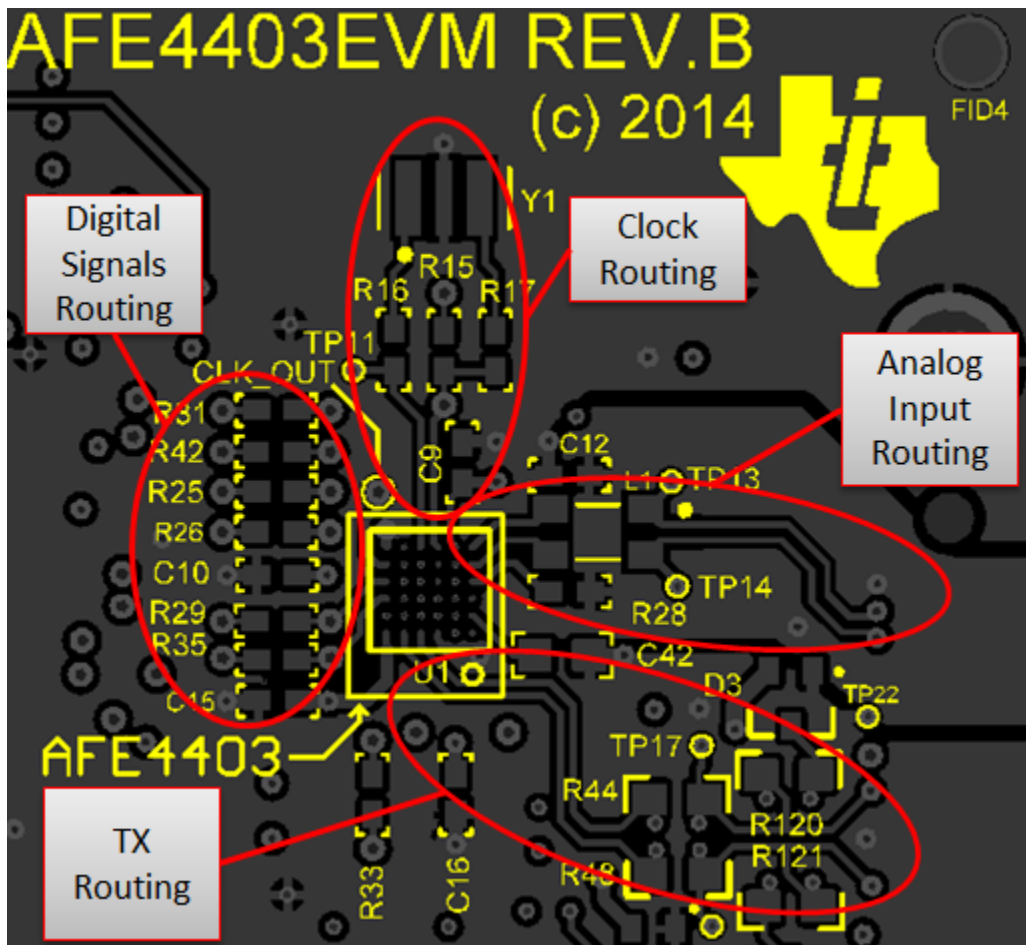 AFE4403EVM REV.B
(c) 2014
FID4
Digital
Signals
Routing
Y1
Clock
Routing
R15
R16
R17
TP11
CLK_OUT
Analog
Input
Routing
R31
R42
R25
R26
C10
R29
R35
C15
C9
C12
L1
TP13
TP14
R28
U1
C42
D3
TP22
TP17
AFE4403
R44
R120
R121
R48
TX
Routing
R33
C16